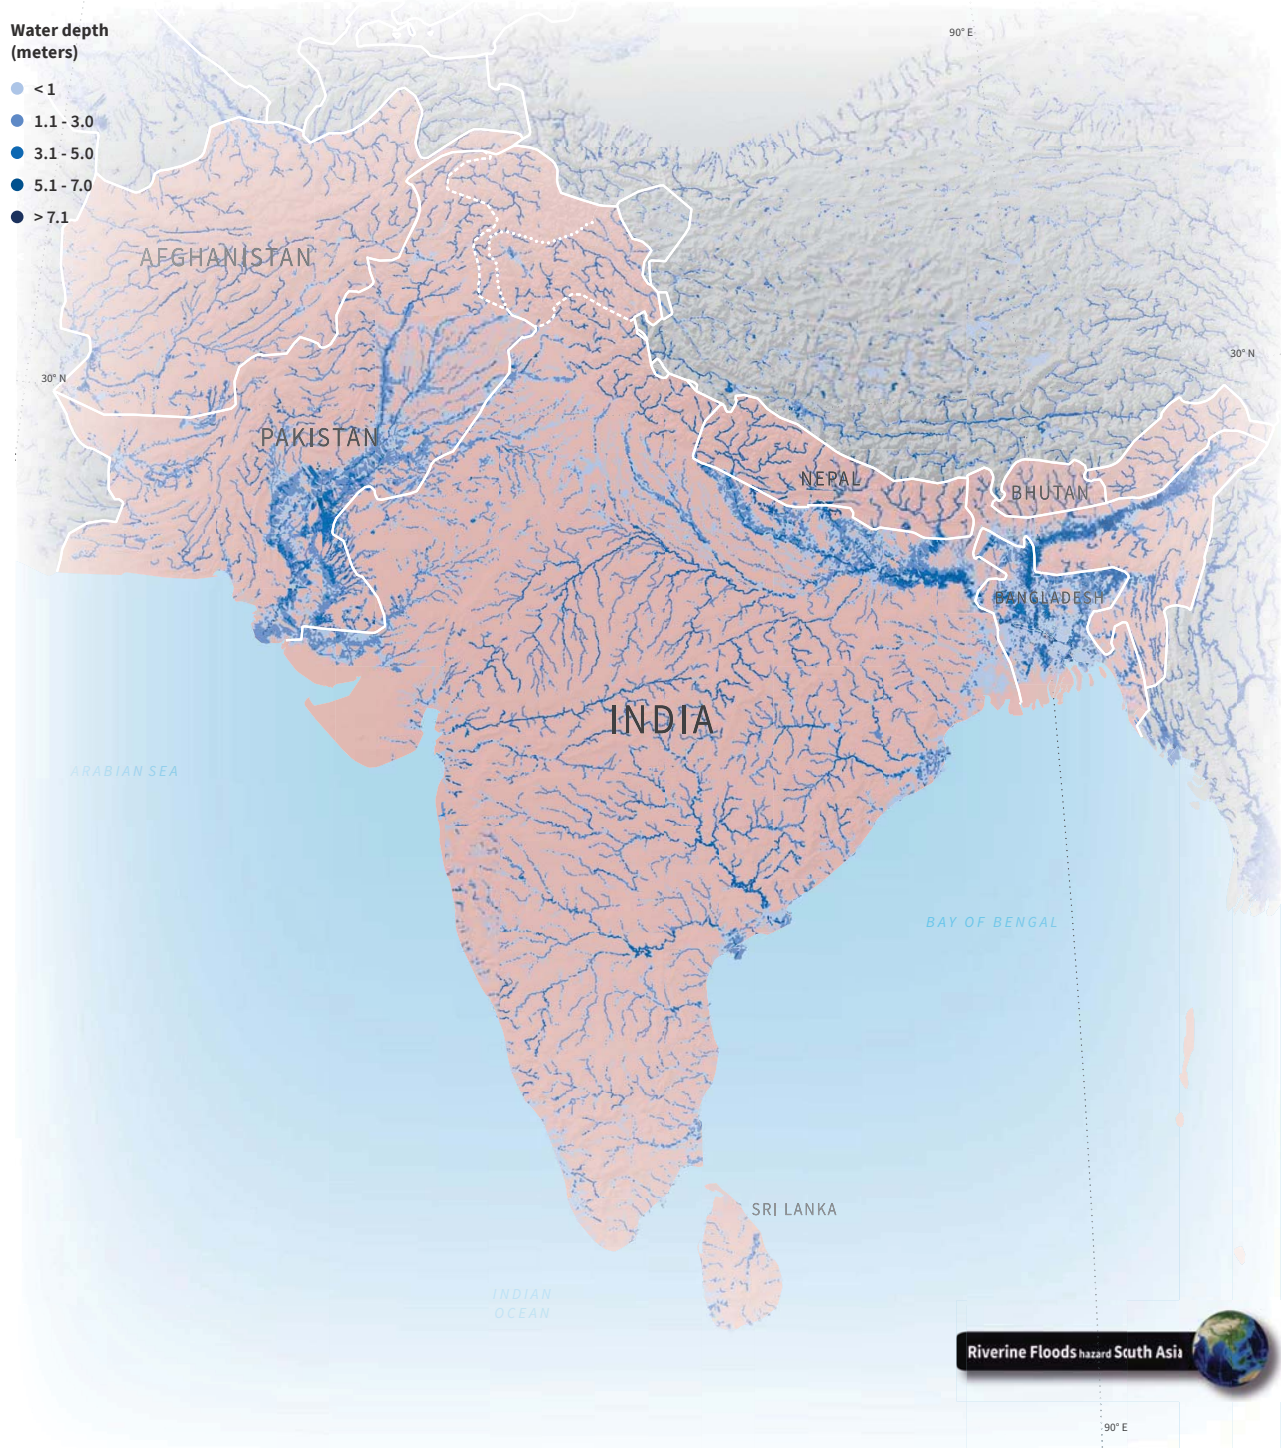 Water depth
(meters)
< 1
1.1 - 3.0
3.1 - 5.0
5.1 - 7.0
> 7.1
90° E
AFGHANISTAN
30° N
30° N
PAKISTAN
NEPAL
BHUTAN
BANGLADESH
INDIA
ARABIAN SEA
BAY OF BENGAL
SRI LANKA
INDIAN
OCEAN
Riverine Floods hazard South Asia
90° E